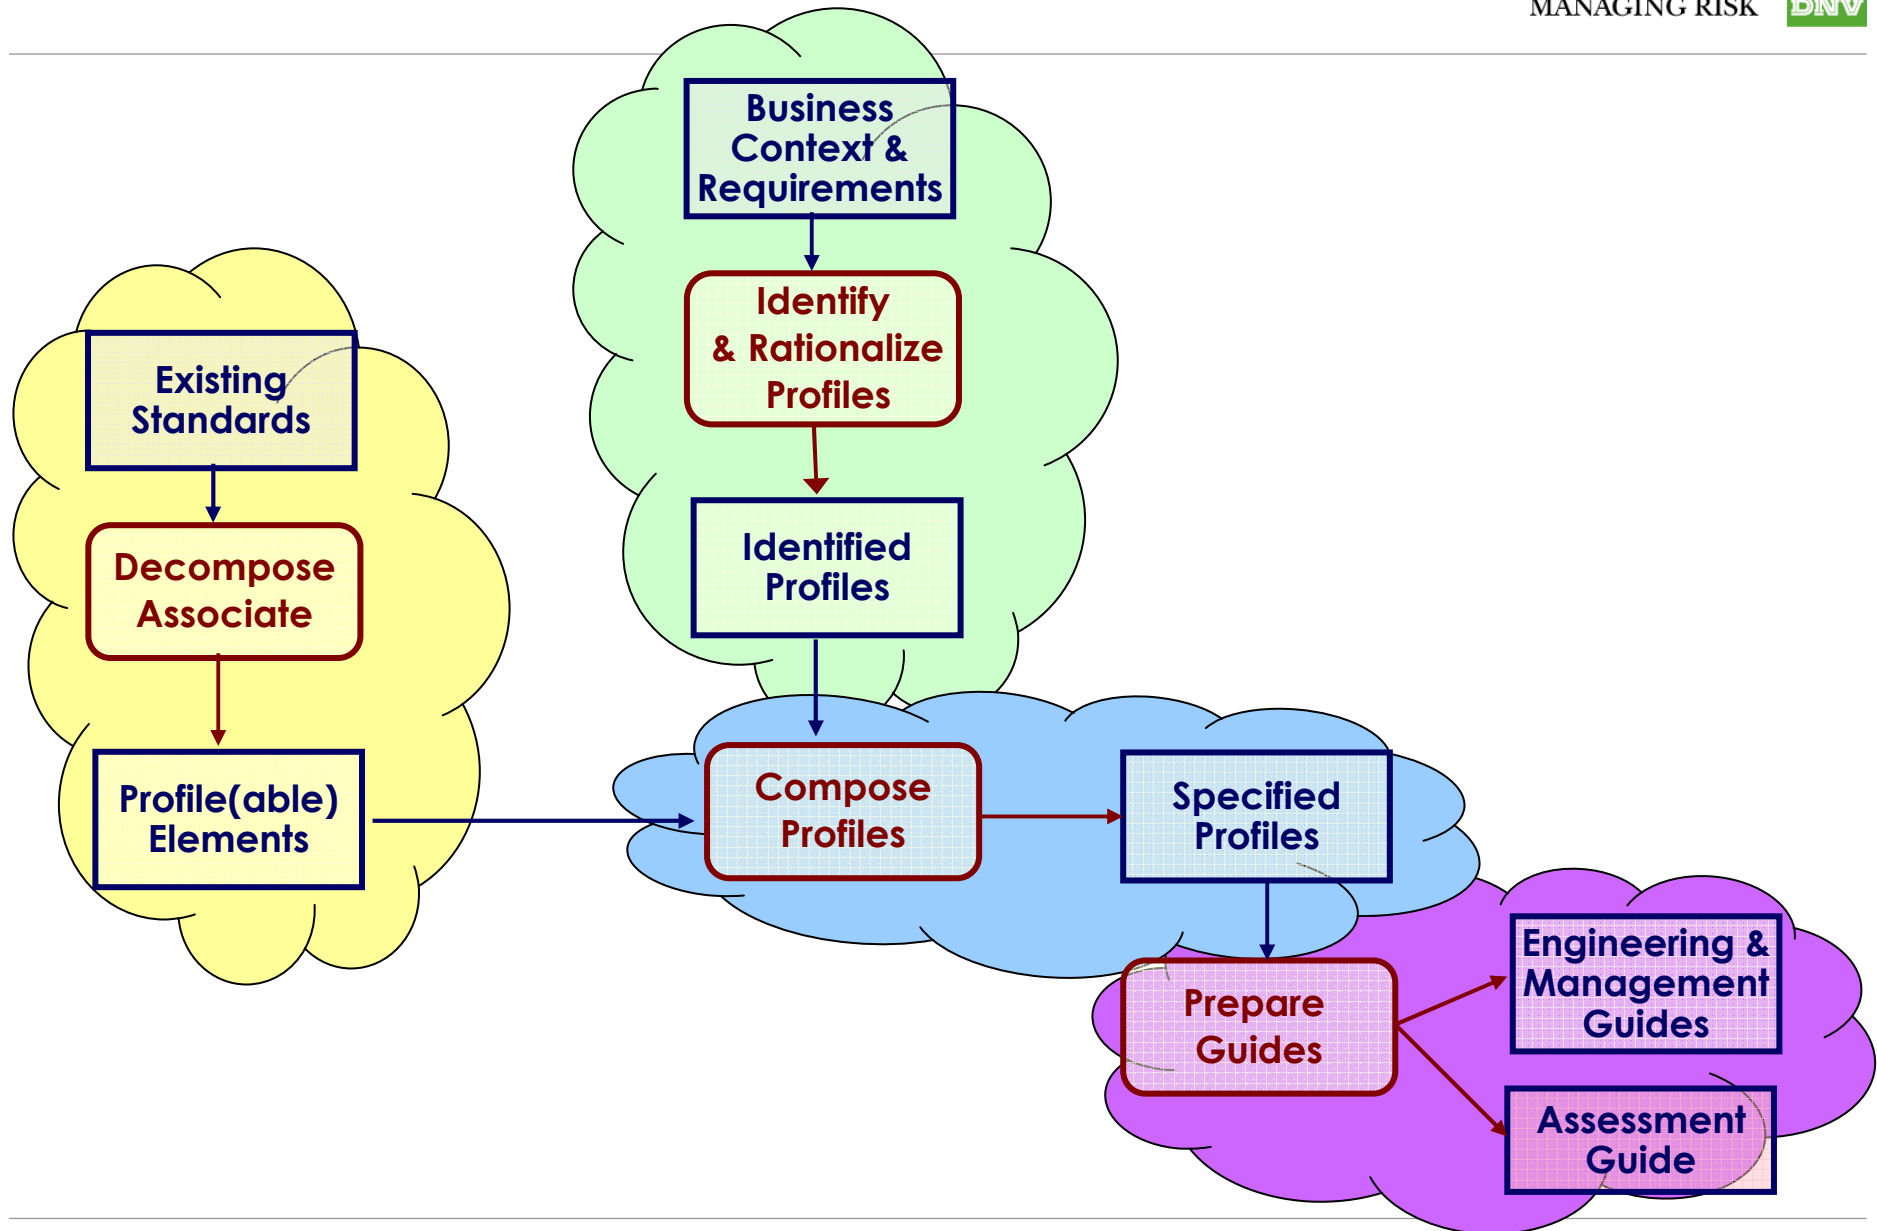 MANAGING RISK DNV
Business
Context &
Requirements
Identify
& Rationalize
Profiles
Existing
Standards
Identified
Profiles
Decompose
Associate
Profile(able)
Elements
Compose
Profiles
Specified
Profiles
Prepare
Guides
Engineering &
Management
Guides
Assessment
Guide